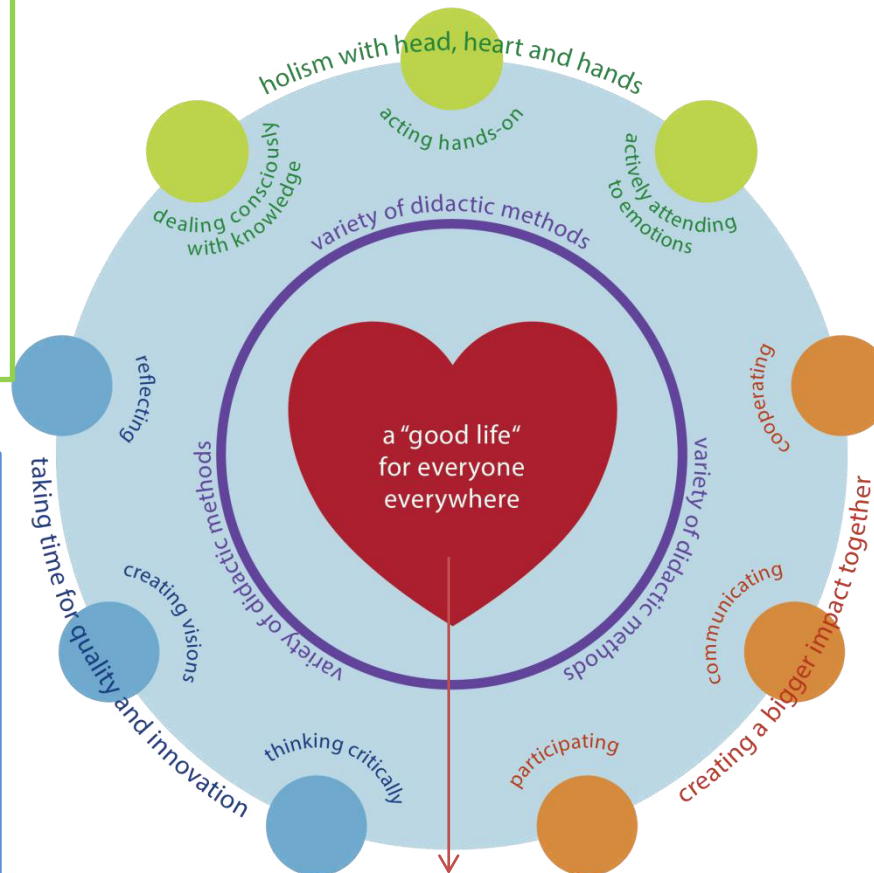 holism with head, heart and hands
acting hands-on
dealing consciously
with knowledge
actively attending
to emotions
variety of didactic methods
reflecting
cooperating
a “good life“
for everyone
everywhere
variety of didactic methods
variety of didactic methods
taking time for quality and innovation
creating visions
communicating
creating a bigger impact together
thinking critically
participating